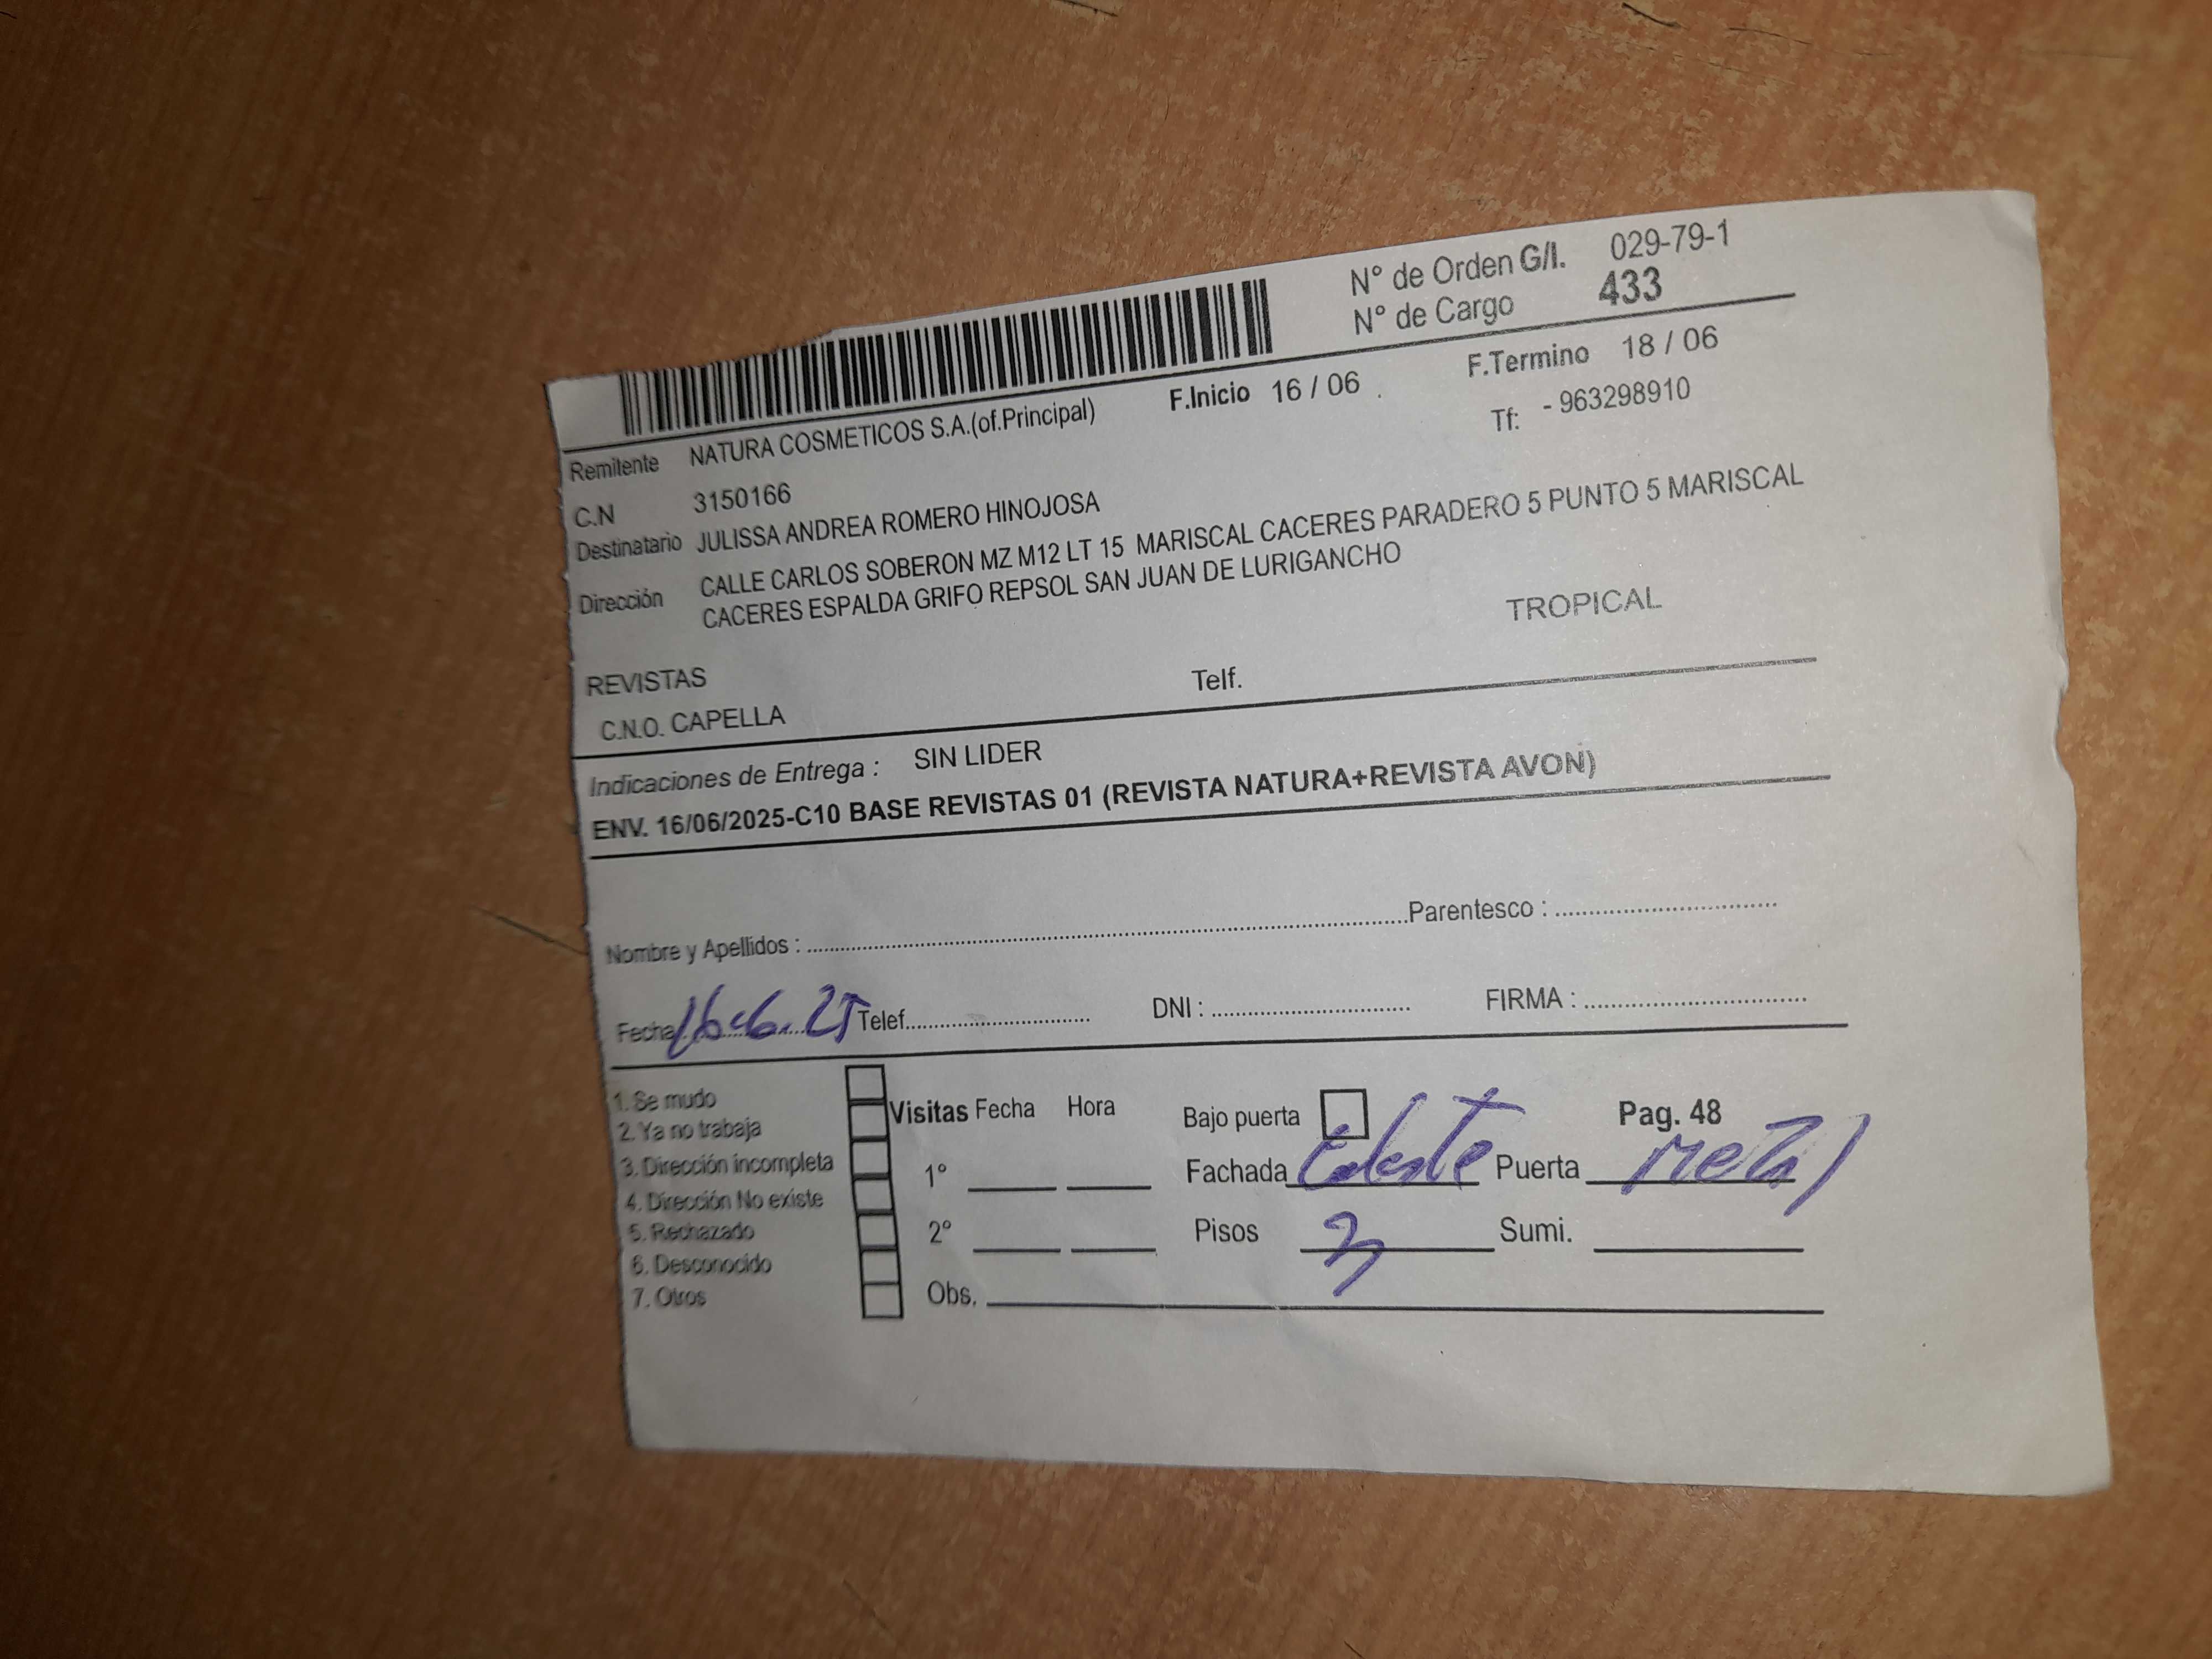 N° de Orden G/I. 029-79-1
N° de Cargo 433
F.Inicio 16 / 06 F.Termino 18 / 06
Remitente NATURA COSMETICOS S.A.(of.Principal) Tf: - 963298910
C.N 3150166
Destinatario JULISSA ANDREA ROMERO HINOJOSA
Dirección CALLE CARLOS SOBERON MZ M12 LT 15 MARISCAL CACERES PARADERO 5 PUNTO 5 MARISCAL
CACERES ESPALDA GRIFO REPSOL SAN JUAN DE LURIGANCHO
TROPICAL
REVISTAS Telf.
C.N.O. CAPELLA
Indicaciones de Entrega : SIN LIDER
ENV. 16/06/2025-C10 BASE REVISTAS 01 (REVISTA NATURA+REVISTA AVON)
Nombre y Apellidos : Parentesco :
Fecha Telef. DNI : FIRMA :
1. Se mudo
2. Ya no trabaja
3. Dirección incompleta
4. Dirección No existe
5. Rechazado
6. Desconocido
7. Otros
Visitas Fecha Hora
1°
2°
Obs.
Bajo puerta Pag. 48
Fachada Celeste Puerta Metal
Pisos 3 Sumi.